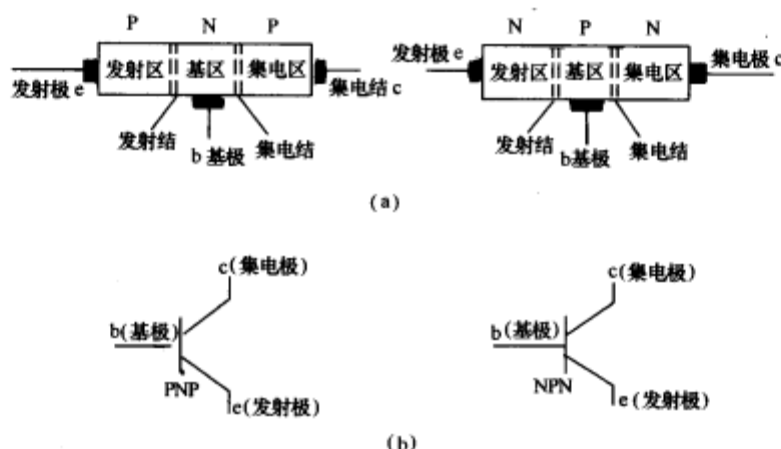 P N P
发射极 e 发射区 基区 集电区 集电结 c
发射结 b 基极 集电结
N P N
发射极 e 发射区 基区 集电区 集电极 c
发射结 b基极 集电结
(a)
c(集电极)
b(基极)
PNP
e(发射极)
c(集电极)
b(基极)
NPN
e(发射极)
(b)